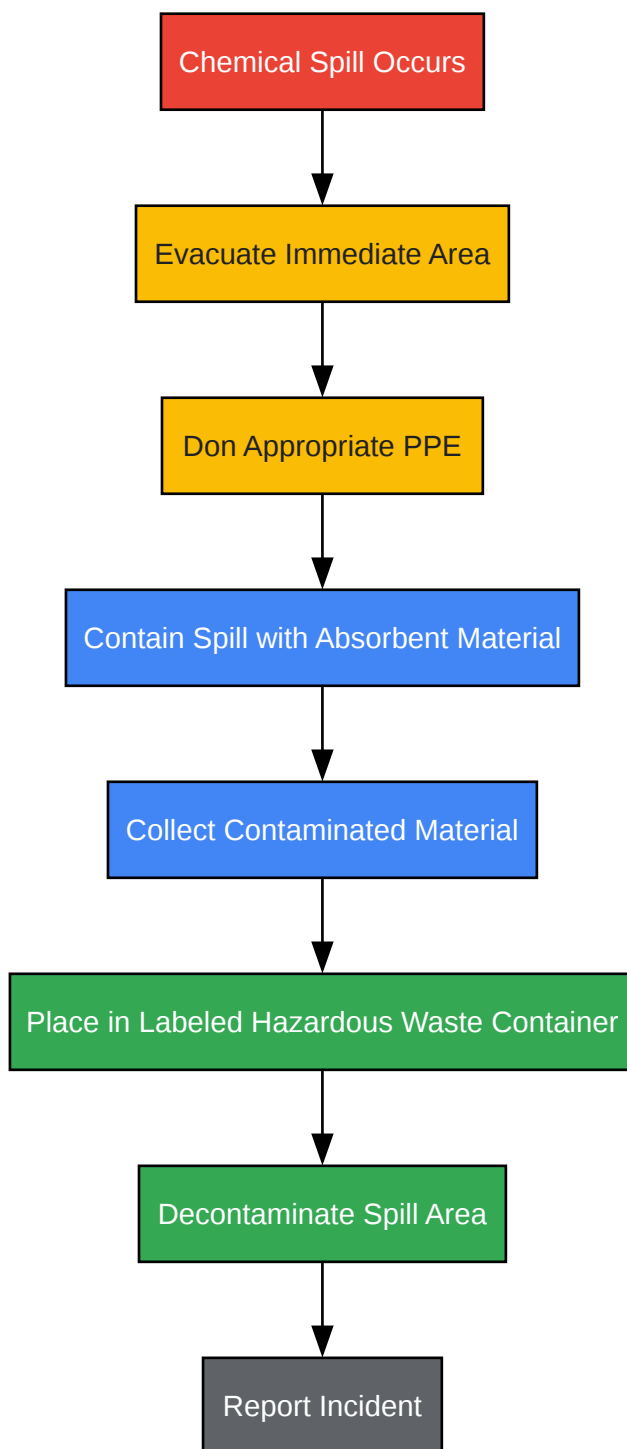 Chemical Spill Occurs
Evacuate Immediate Area
Don Appropriate PPE
Contain Spill with Absorbent Material
Collect Contaminated Material
Place in Labeled Hazardous Waste Container
Decontaminate Spill Area
Report Incident